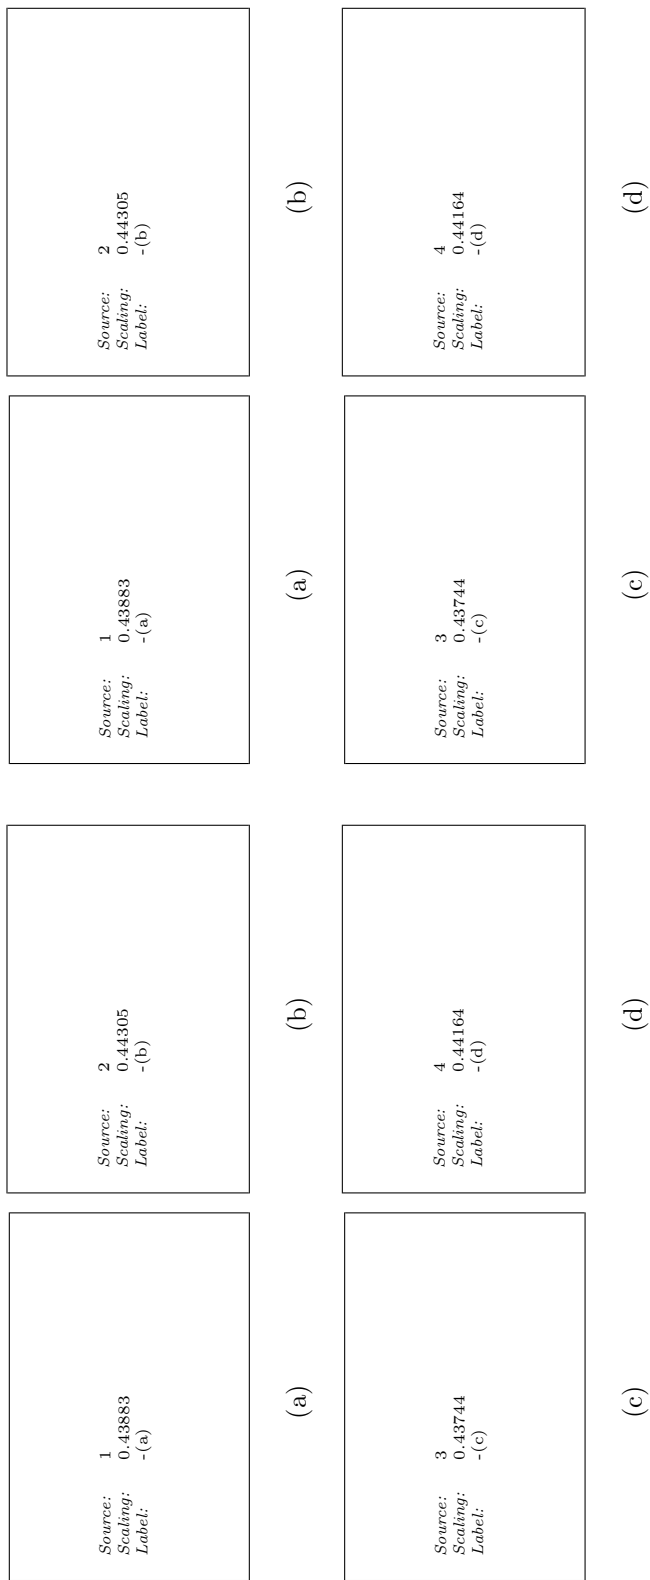 Source: 1
Scaling: 0.43883
Label: -(a)
(a)
Source: 2
Scaling: 0.44305
Label: -(b)
(b)
Source: 3
Scaling: 0.43744
Label: -(c)
(c)
Source: 4
Scaling: 0.44164
Label: -(d)
(d)
Source: 1
Scaling: 0.43883
Label: -(a)
(a)
Source: 2
Scaling: 0.44305
Label: -(b)
(b)
Source: 3
Scaling: 0.43744
Label: -(c)
(c)
Source: 4
Scaling: 0.44164
Label: -(d)
(d)